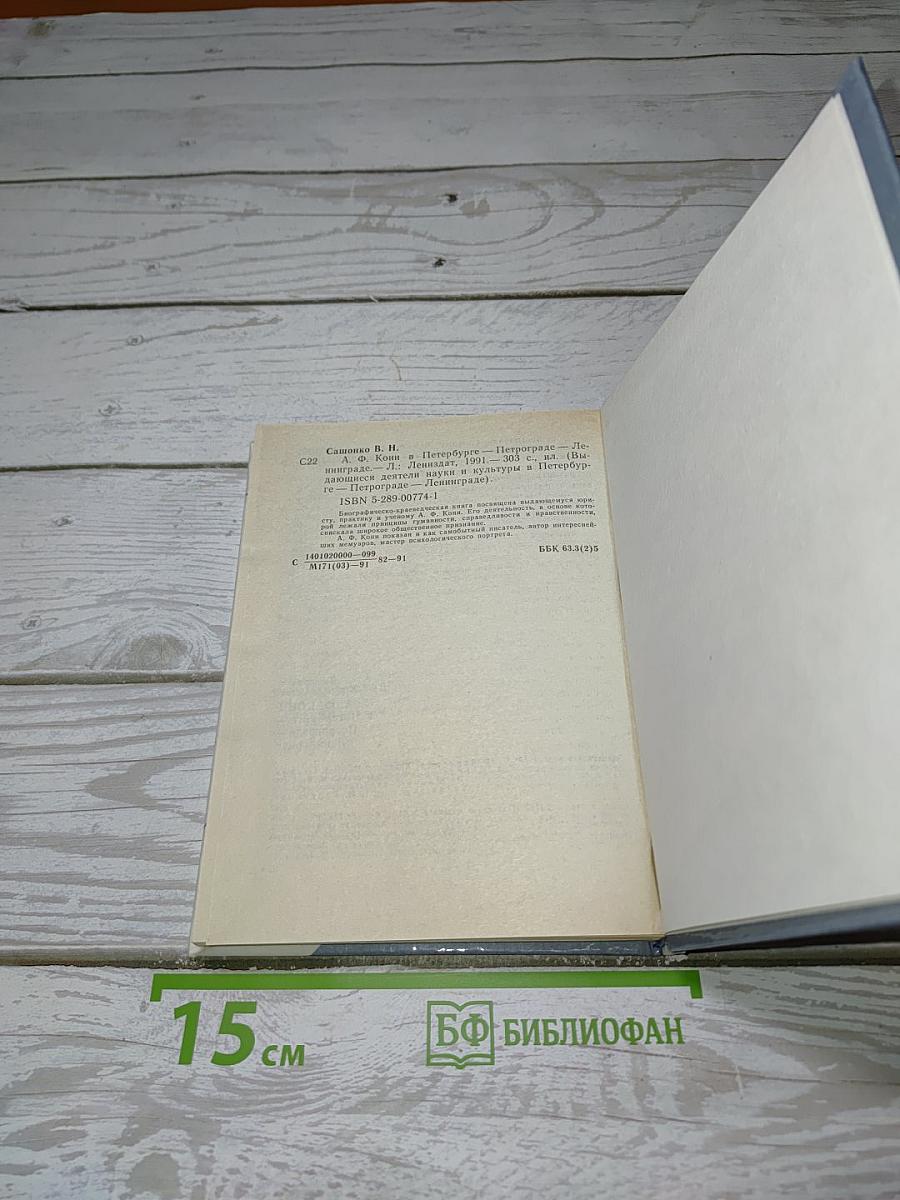 Сашонко В. Н.
С22 А. Ф. Кони в Петербурге — Петрограде — Ле-
нинграде.— Л.: Лениздат, 1991.— 303 с., ил. (Вы-
дающиеся деятели науки и культуры в Петербур-
ге — Петрограде — Ленинграде).
ISBN 5-289-00774-1
Биографическо-краеведческая книга посвящена выдающемуся юри-
сту, практику и ученому А. Ф. Кони. Его деятельность, в основе кото-
рой лежали принципы гуманности, справедливости и нравственности,
снискала широкое общественное признание.
А. Ф. Кони показан и как самобытный писатель, автор интересней-
ших мемуаров, мастер психологического портрета.
С 1401020000—099 82—91
М171(03)—91
ББК 63.3(2)5
15 см
БФ БИБЛИОФАН